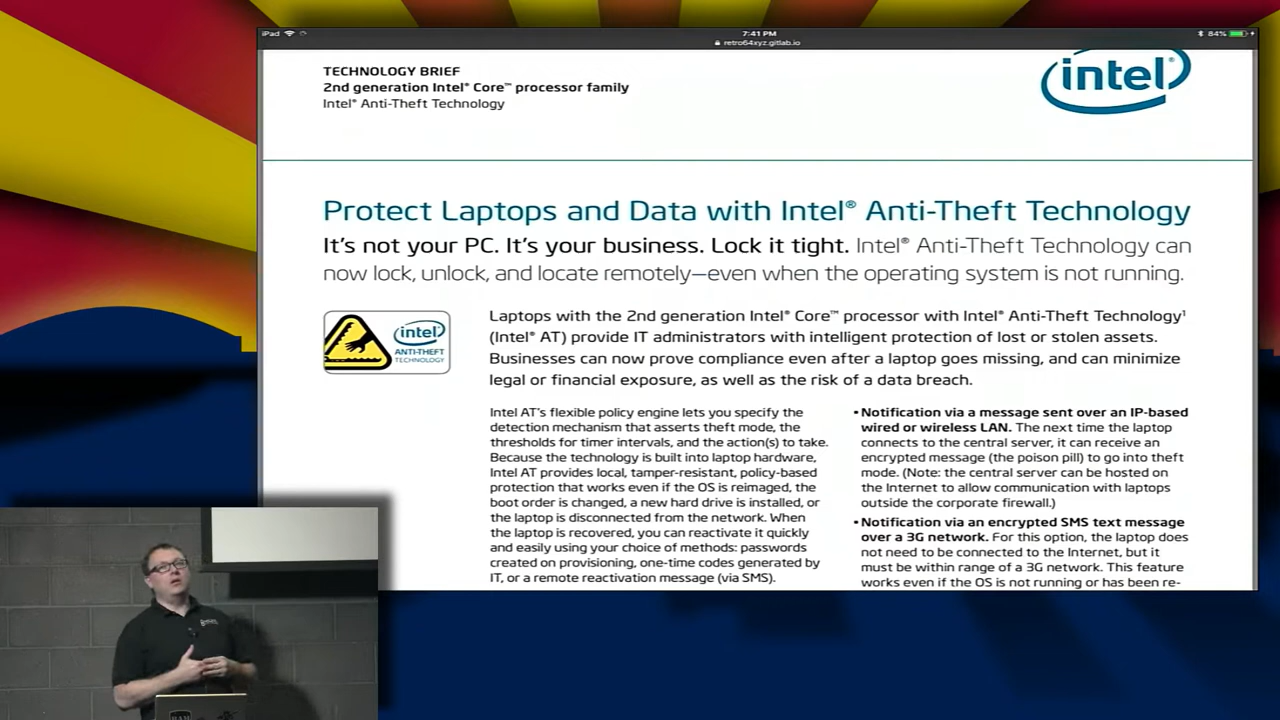 iPad
7:41 PM
84%
retro64xyz.gitlab.io
TECHNOLOGY BRIEF
2nd generation Intel® Core™ processor family
Intel® Anti-Theft Technology
intel®
Protect Laptops and Data with Intel® Anti-Theft Technology
It's not your PC. It's your business. Lock it tight. Intel® Anti-Theft Technology can
now lock, unlock, and locate remotely—even when the operating system is not running.
intel®
ANTI-THEFT
TECHNOLOGY
Laptops with the 2nd generation Intel® Core™ processor with Intel® Anti-Theft Technology¹
(Intel® AT) provide IT administrators with intelligent protection of lost or stolen assets.
Businesses can now prove compliance even after a laptop goes missing, and can minimize
legal or financial exposure, as well as the risk of a data breach.
Intel AT's flexible policy engine lets you specify the
detection mechanism that asserts theft mode, the
thresholds for timer intervals, and the action(s) to take.
Because the technology is built into laptop hardware,
Intel AT provides local, tamper-resistant, policy-based
protection that works even if the OS is reimaged, the
boot order is changed, a new hard drive is installed, or
the laptop is disconnected from the network. When
the laptop is recovered, you can reactivate it quickly
and easily using your choice of methods: passwords
created on provisioning, one-time codes generated by
IT, or a remote reactivation message (via SMS).
▪ Notification via a message sent over an IP-based
wired or wireless LAN. The next time the laptop
connects to the central server, it can receive an
encrypted message (the poison pill) to go into theft
mode. (Note: the central server can be hosted on
the Internet to allow communication with laptops
outside the corporate firewall.)
▪ Notification via an encrypted SMS text message
over a 3G network. For this option, the laptop does
not need to be connected to the Internet, but it
must be within range of a 3G network. This feature
works even if the OS is not running or has been re-